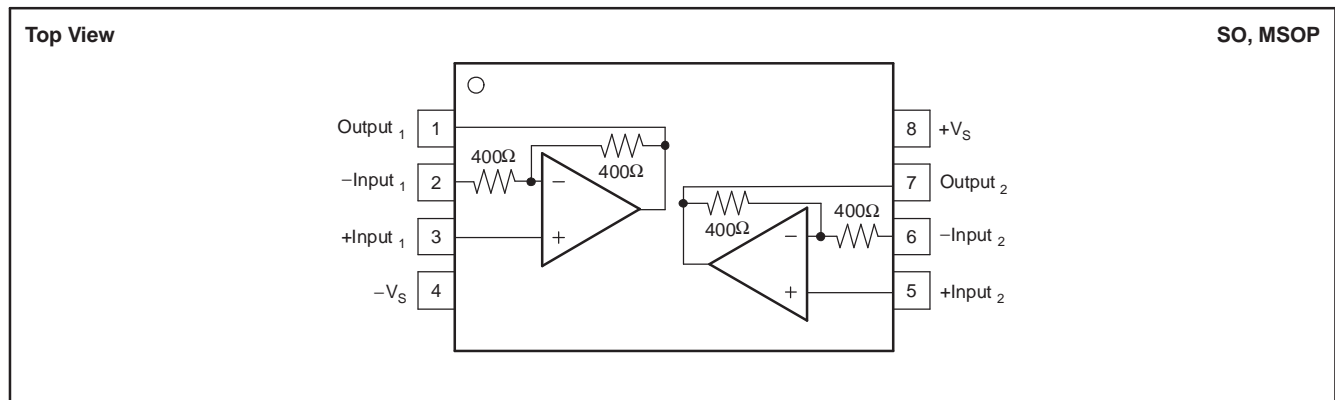 Top View
SO, MSOP
Output 1
1
−Input 1
2
+Input 1
3
−VS
4
400Ω
400Ω
−
+
400Ω
400Ω
−
+
8
+VS
7
Output 2
6
−Input 2
5
+Input 2